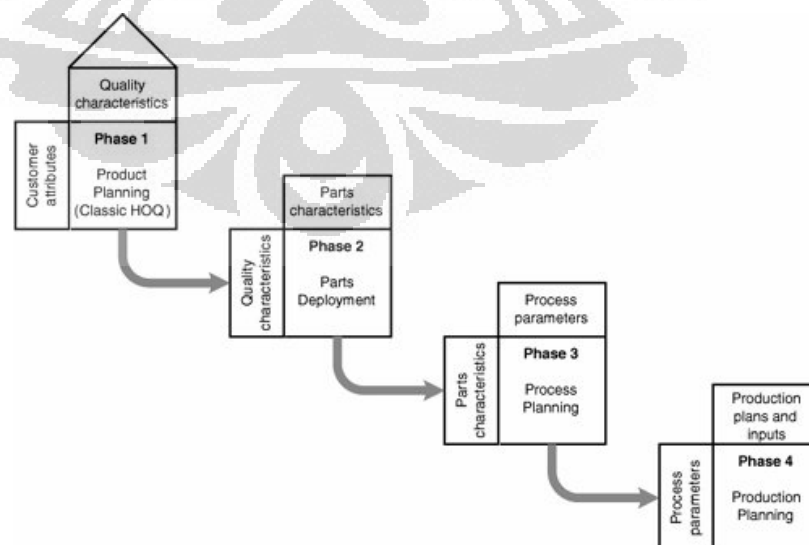 Quality
characteristics
Customer
attributes
Phase 1
Product
Planning
(Classic HOQ)
Parts
characteristics
Quality
characteristics
Phase 2
Parts
Deployment
Process
parameters
Parts
characteristics
Phase 3
Process
Planning
Production
plans and
inputs
Process
parameters
Phase 4
Production
Planning